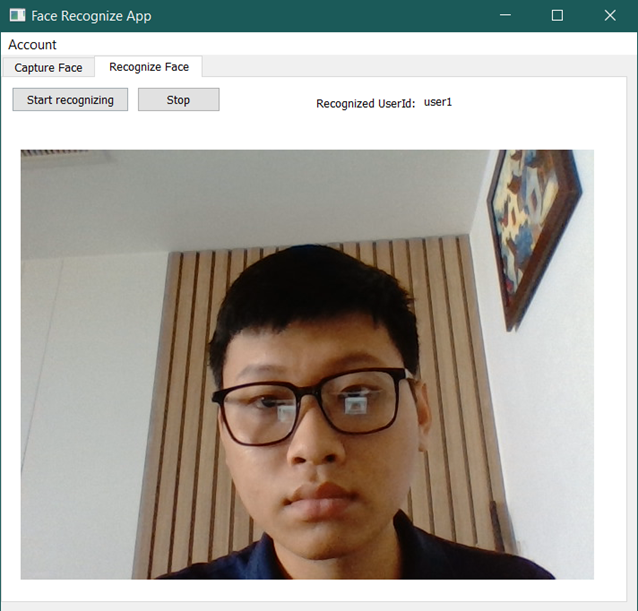 Face Recognize App
Account
Capture Face Recognize Face
Start recognizing Stop Recognized UserId: user1